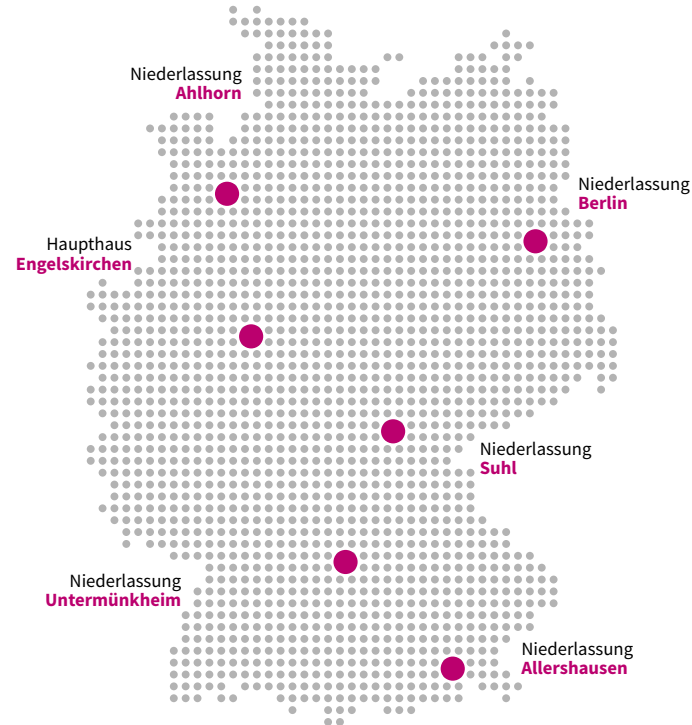 Niederlassung
Ahlhorn
Niederlassung
Berlin
Haupthaus
Engelskirchen
Niederlassung
Suhl
Niederlassung
Untermünkheim
Niederlassung
Allershausen